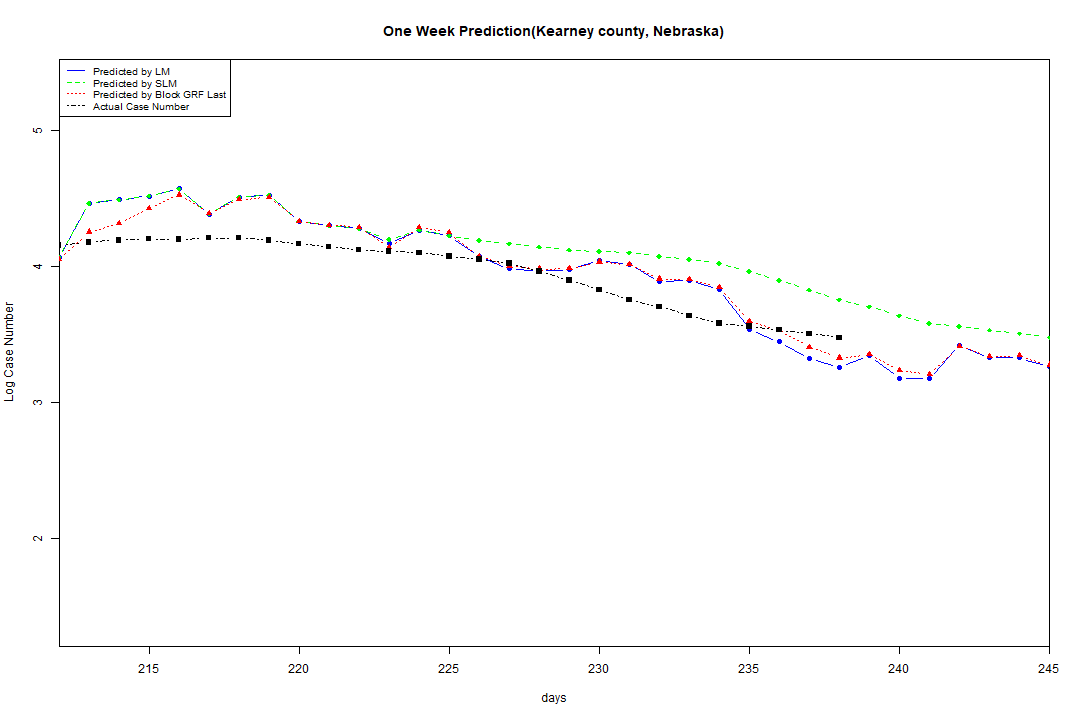 One Week Prediction(Kearney county, Nebraska)
Predicted by LM
Predicted by SLM
Predicted by Block GRF Last
Actual Case Number
5
4
3
2
Log Case Number
215 220 225 230 235 240 245
days